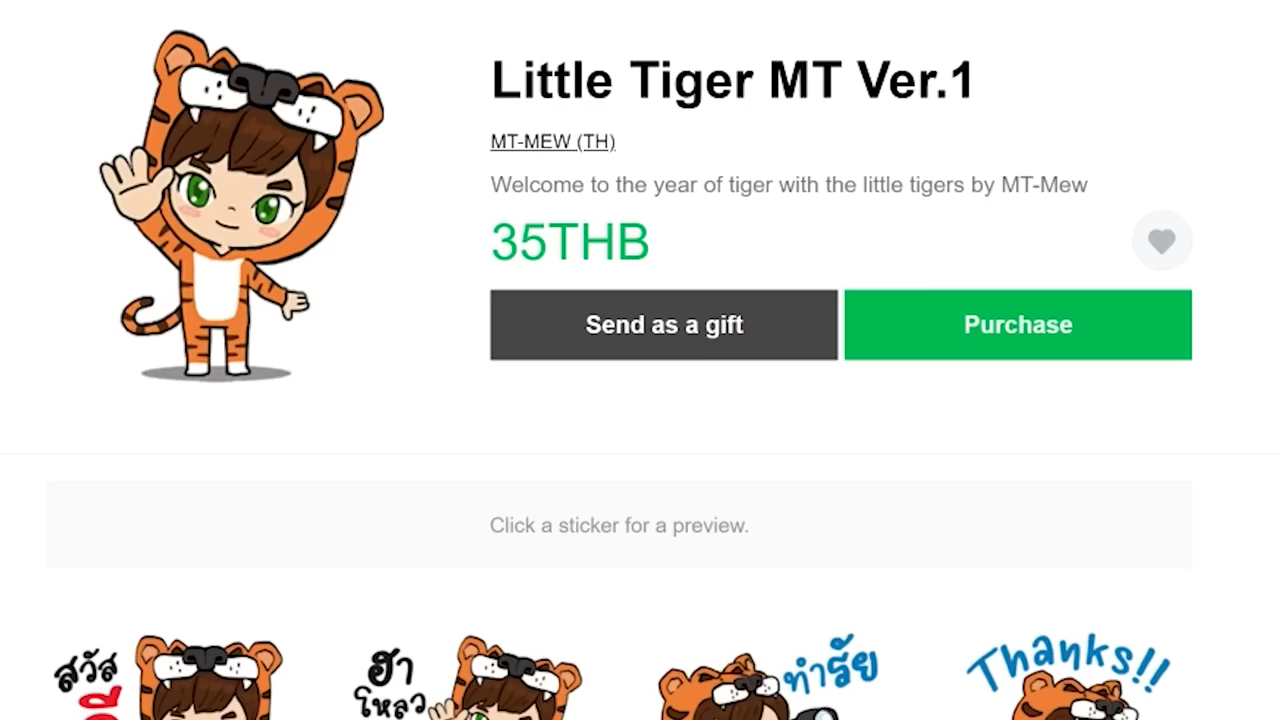 Little Tiger MT Ver.1
MT-MEW (TH)
Welcome to the year of tiger with the little tigers by MT-Mew
35THB
Send as a gift
Purchase
Click a sticker for a preview.
สวัส
ฮา
โหลว
ทำรัย
Thanks!!